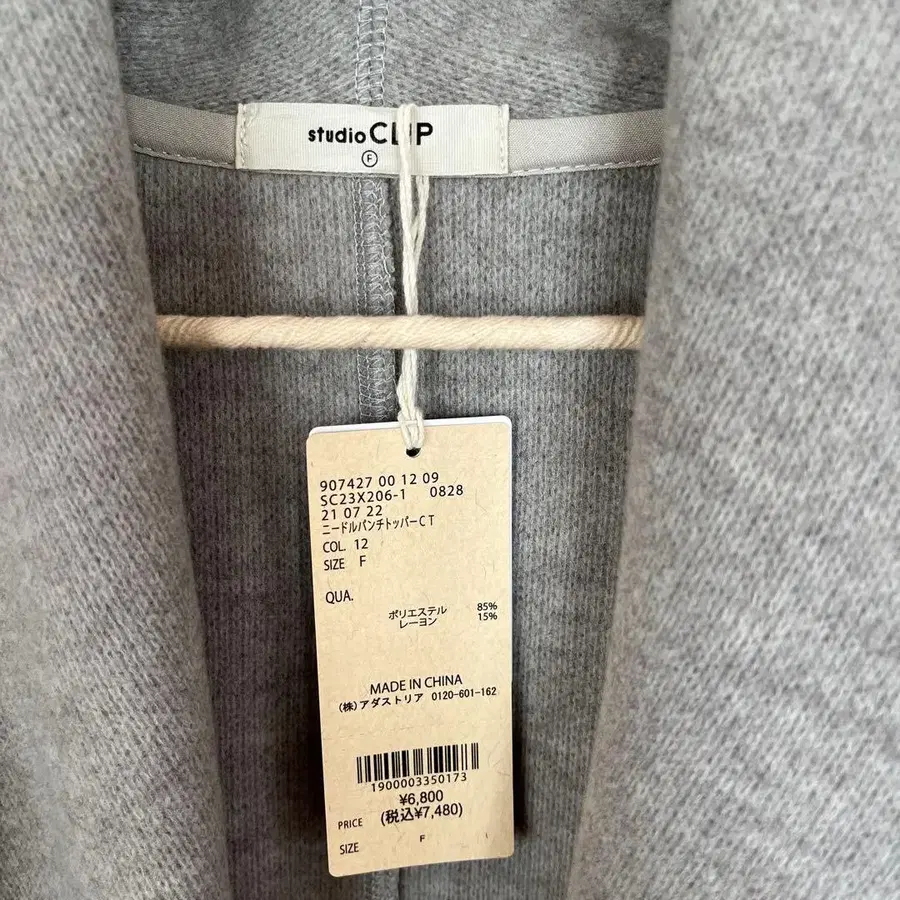 studio CLIP
F
907427 00 12 09
SC23X206-1 0828
21 07 22
ニードルパンチトッパーCT
COL. 12
SIZE F
QUA.
ポリエステル 85%
レーヨン 15%
MADE IN CHINA
(株)アダストリア 0120-601-162
1900003350173
¥6,800
PRICE (税込¥7,480)
SIZE F